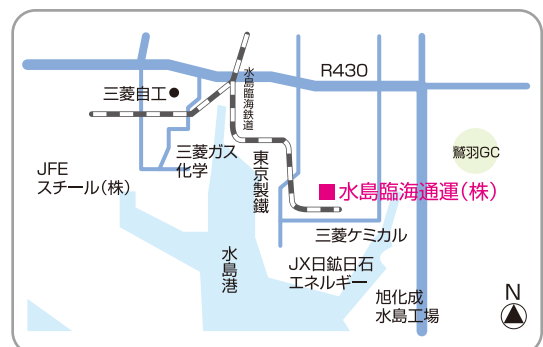 R430
水島臨海鉄道
三菱自工
三菱ガス
化学
東京製鐵
鷲羽GC
JFE
スチール(株)
水島臨海通運(株)
三菱ケミカル
水島港
JX日鉱日石
エネルギー
旭化成
水島工場
N